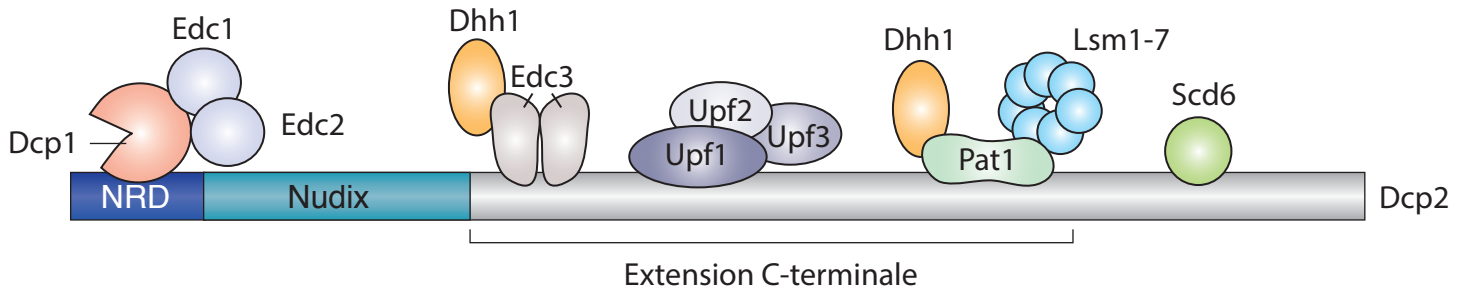 Edc1
Edc2
Dcp1
Dhh1
Edc3
Upf2
Upf3
Upf1
Dhh1
Lsm1-7
Pat1
Scd6
NRD
Nudix
Dcp2
Extension C-terminale